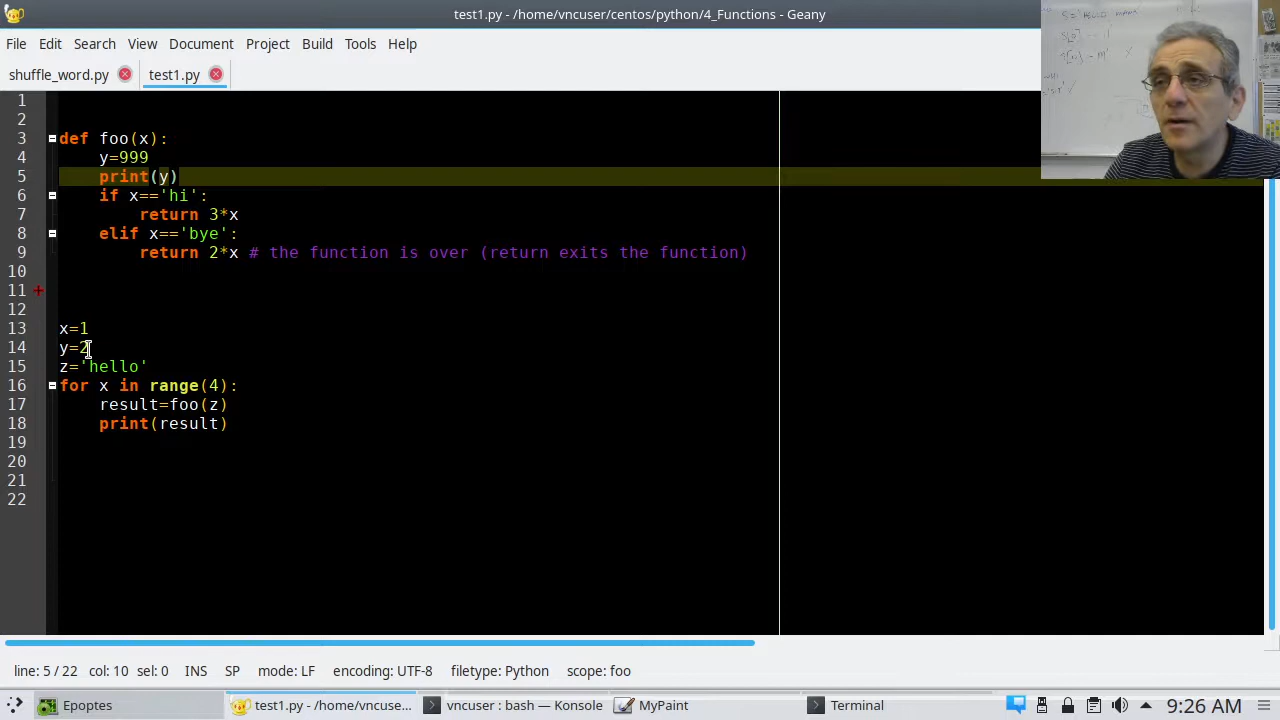 test1.py - /home/vncuser/centos/python/4_Functions - Geany
File Edit Search View Document Project Build Tools Help
shuffle_word.py test1.py
1
2
3 def foo(x):
4     y=999
5     print(y)
6     if x=='hi':
7         return 3*x
8     elif x=='bye':
9         return 2*x # the function is over (return exits the function)
10
11
12
13 x=1
14 y=2
15 z='hello'
16 for x in range(4):
17     result=foo(z)
18     print(result)
19
20
21
22
line: 5 / 22 col: 10 sel: 0 INS SP mode: LF encoding: UTF-8 filetype: Python scope: foo
Epoptes test1.py - /home/vncuse... vncuser : bash — Konsole MyPaint Terminal 9:26 AM